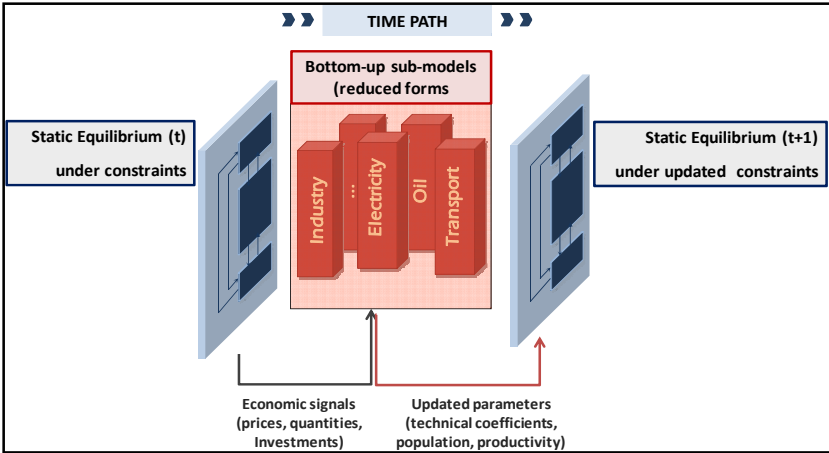 TIME PATH
Bottom-up sub-models
(reduced forms
Static Equilibrium (t)
under constraints
Static Equilibrium (t+1)
under updated constraints
Industry
...
Electricity
Oil
Transport
Economic signals
(prices, quantities,
Investments)
Updated parameters
(technical coefficients,
population, productivity)